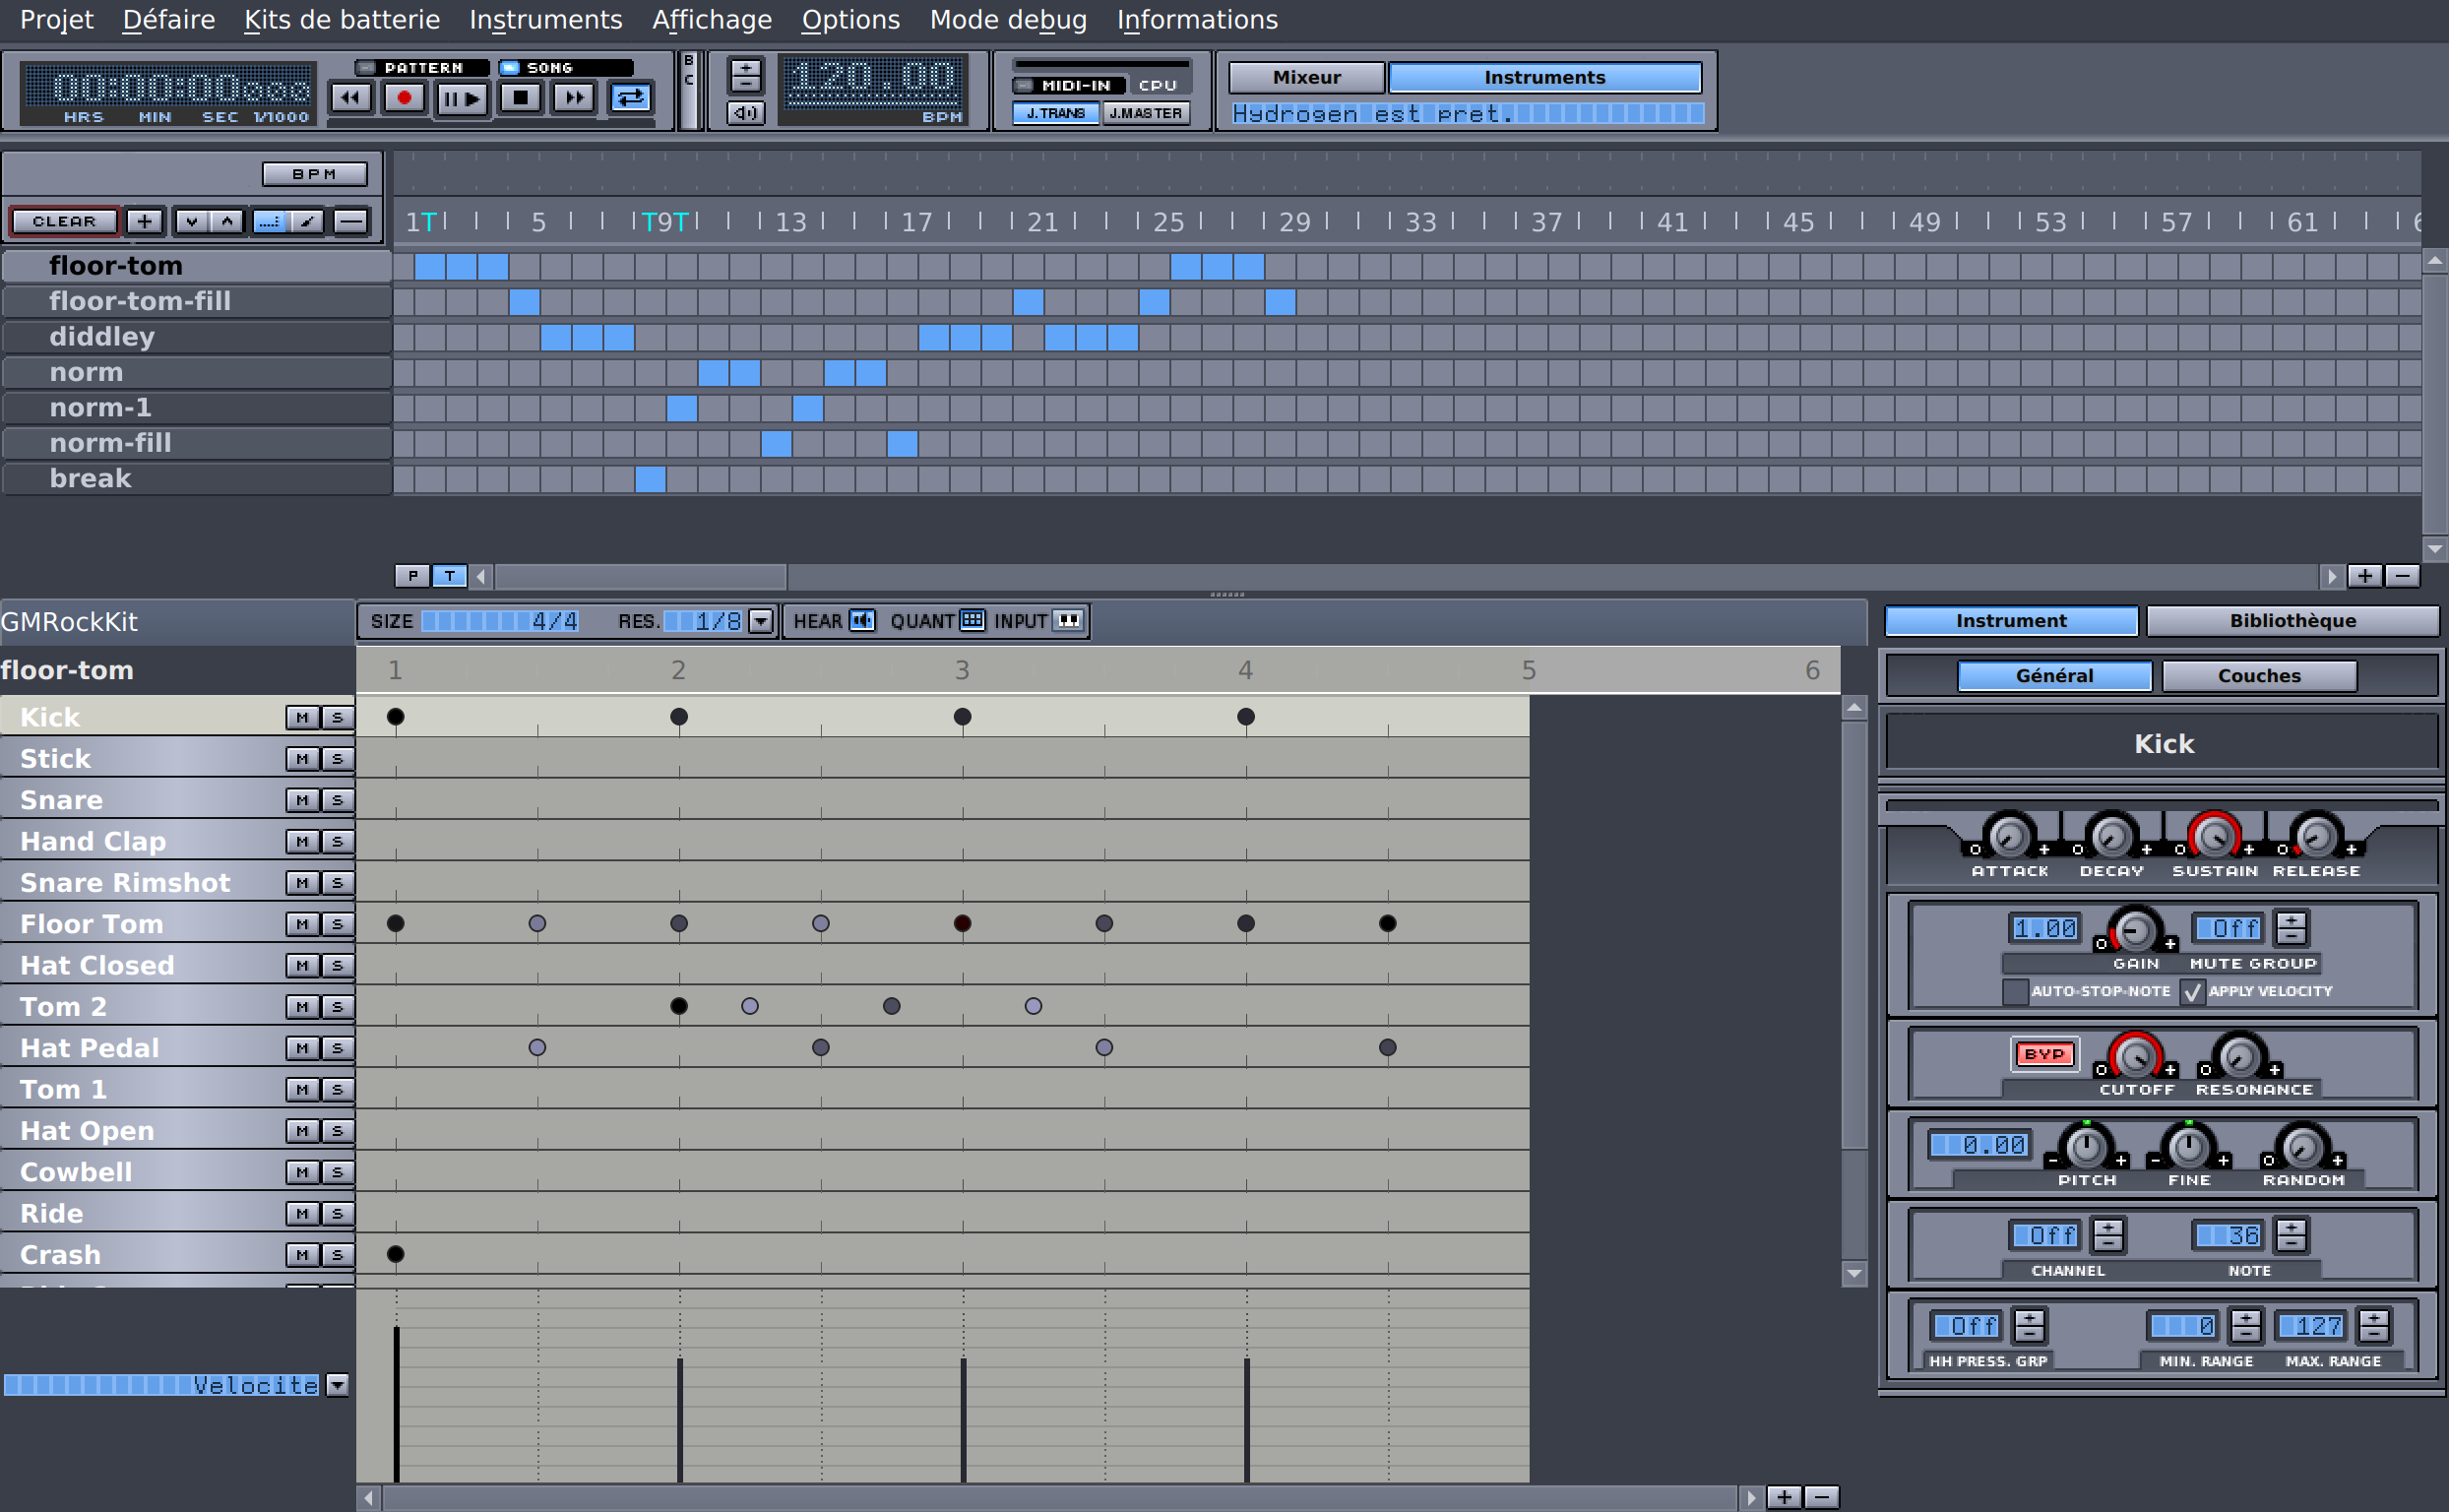 Projet Défaire Kits de batterie Instruments Affichage Options Mode debug Informations
PATTERN SONG
00:00:00000
HRS MIN SEC 1/1000
B
C
120.00
BPM
MIDI-IN CPU
J.TRANS J.MASTER
Mixeur Instruments
Hydrogen est pret.
BPM
CLEAR
1T 5 T9T 13 17 21 25 29 33 37 41 45 49 53 57 61
floor-tom
floor-tom-fill
diddley
norm
norm-1
norm-fill
break
P T
GMRockKit
SIZE 4/4 RES. 1/8 HEAR QUANT INPUT
floor-tom
1 2 3 4 5 6
Kick M S
Stick M S
Snare M S
Hand Clap M S
Snare Rimshot M S
Floor Tom M S
Hat Closed M S
Tom 2 M S
Hat Pedal M S
Tom 1 M S
Hat Open M S
Cowbell M S
Ride M S
Crash M S
Velocite
Instrument Bibliothèque
Général Couches
Kick
ATTACK DECAY SUSTAIN RELEASE
1.00 Off
GAIN MUTE GROUP
AUTO-STOP-NOTE APPLY VELOCITY
BYP
CUTOFF RESONANCE
0.00
PITCH FINE RANDOM
Off 36
CHANNEL NOTE
Off 0 127
HH PRESS. GRP MIN. RANGE MAX. RANGE